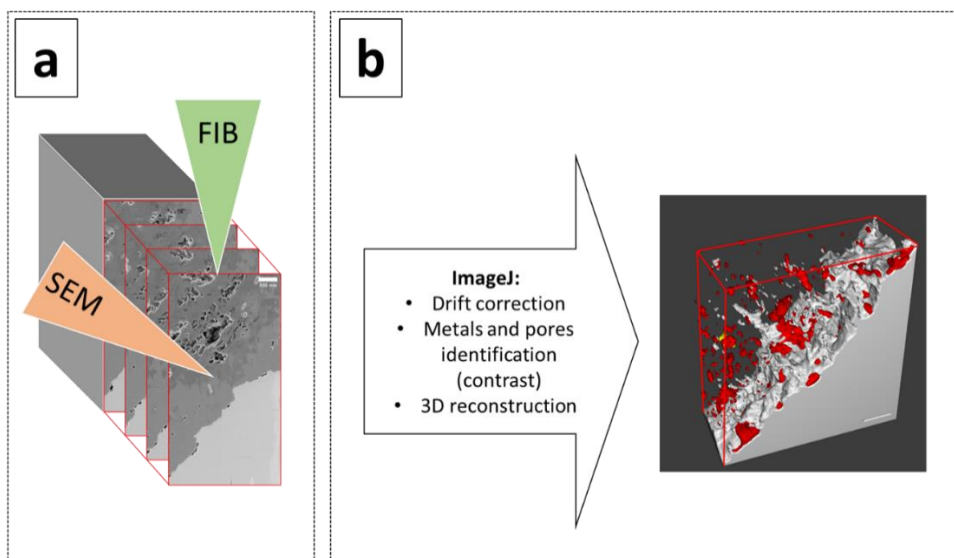 a
b
FIB
SEM
ImageJ:
• Drift correction
• Metals and pores
identification
(contrast)
• 3D reconstruction